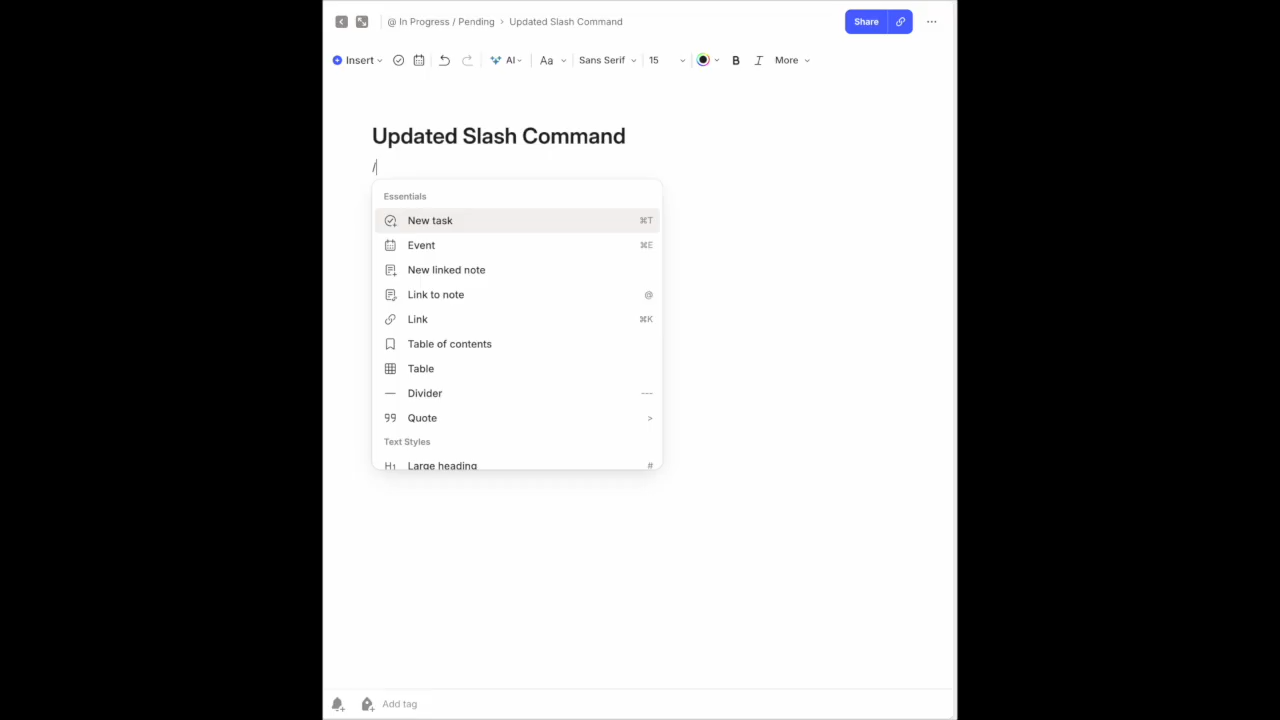 @ In Progress / Pending › Updated Slash Command
Share
Insert
AI
Aa
Sans Serif
15
B
I
More
Updated Slash Command
/
Essentials
New task ⌘T
Event ⌘E
New linked note
Link to note @
Link ⌘K
Table of contents
Table
Divider ---
Quote >
Text Styles
H1 Large heading #
Add tag